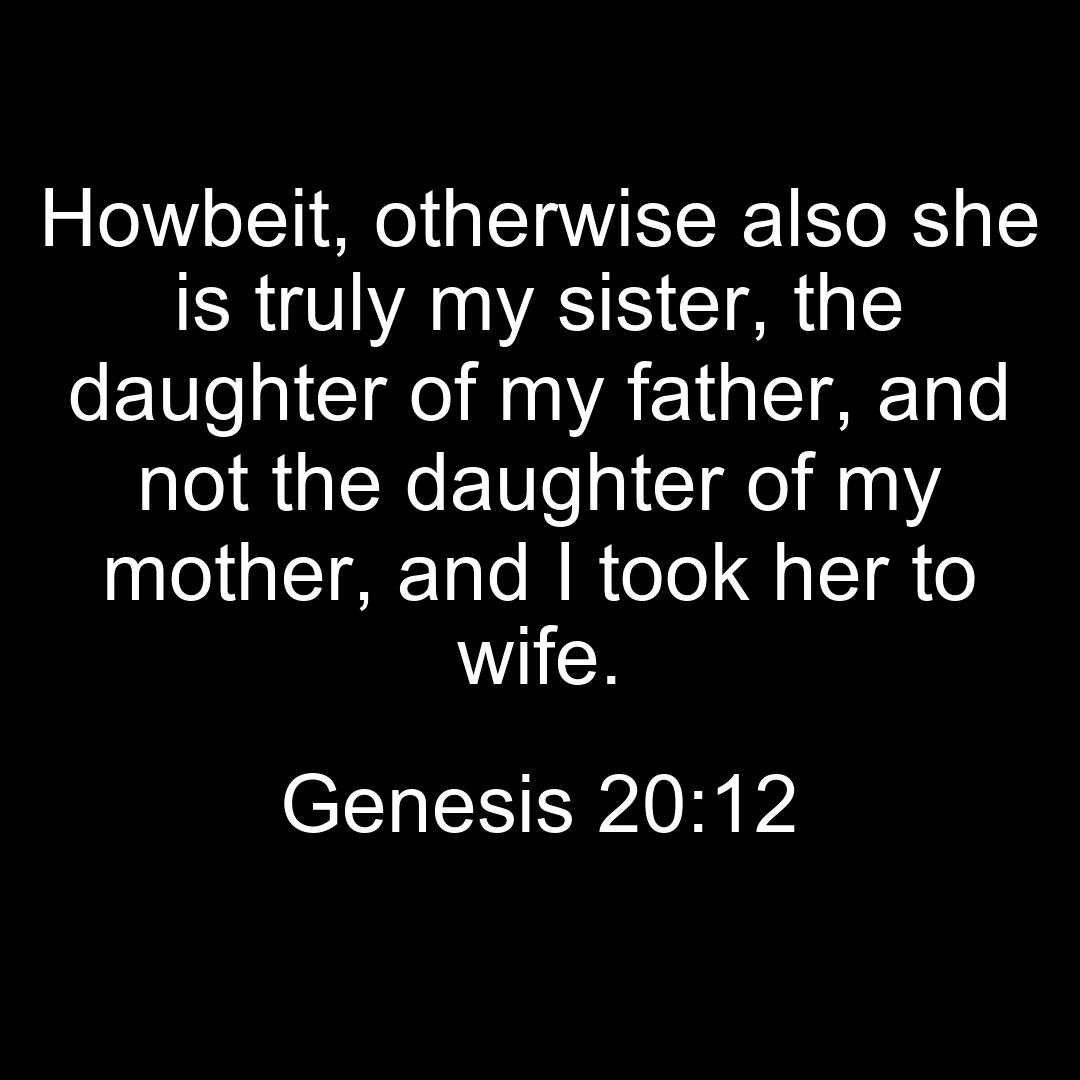 Howbeit, otherwise also she
is truly my sister, the
daughter of my father, and
not the daughter of my
mother, and I took her to
wife.
Genesis 20:12